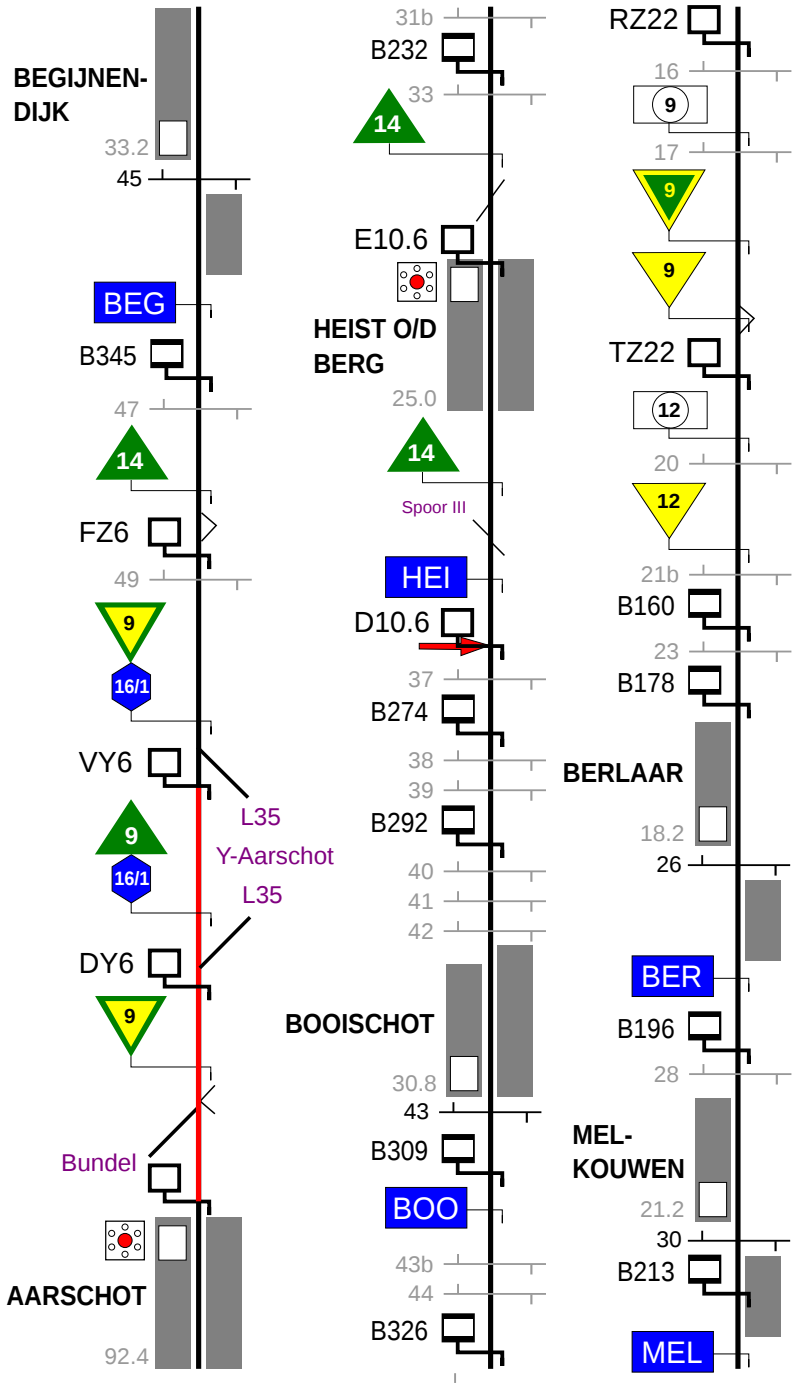 BEGIJNEN-
DIJK
33.2
45
BEG
B345
47
14
FZ6
49
9
16/1
VY6
L35
9
Y-Aarschot
16/1
L35
DY6
9
Bundel
AARSCHOT
92.4
31b
B232
33
14
E10.6
HEIST O/D
BERG
25.0
14
Spoor III
HEI
D10.6
37
B274
38
39
B292
40
41
42
BOOISCHOT
30.8
43
B309
BOO
43b
44
B326
RZ22
16
9
17
9
9
TZ22
12
20
12
21b
B160
23
B178
BERLAAR
18.2
26
BER
B196
28
MEL-
KOUWEN
21.2
30
B213
MEL